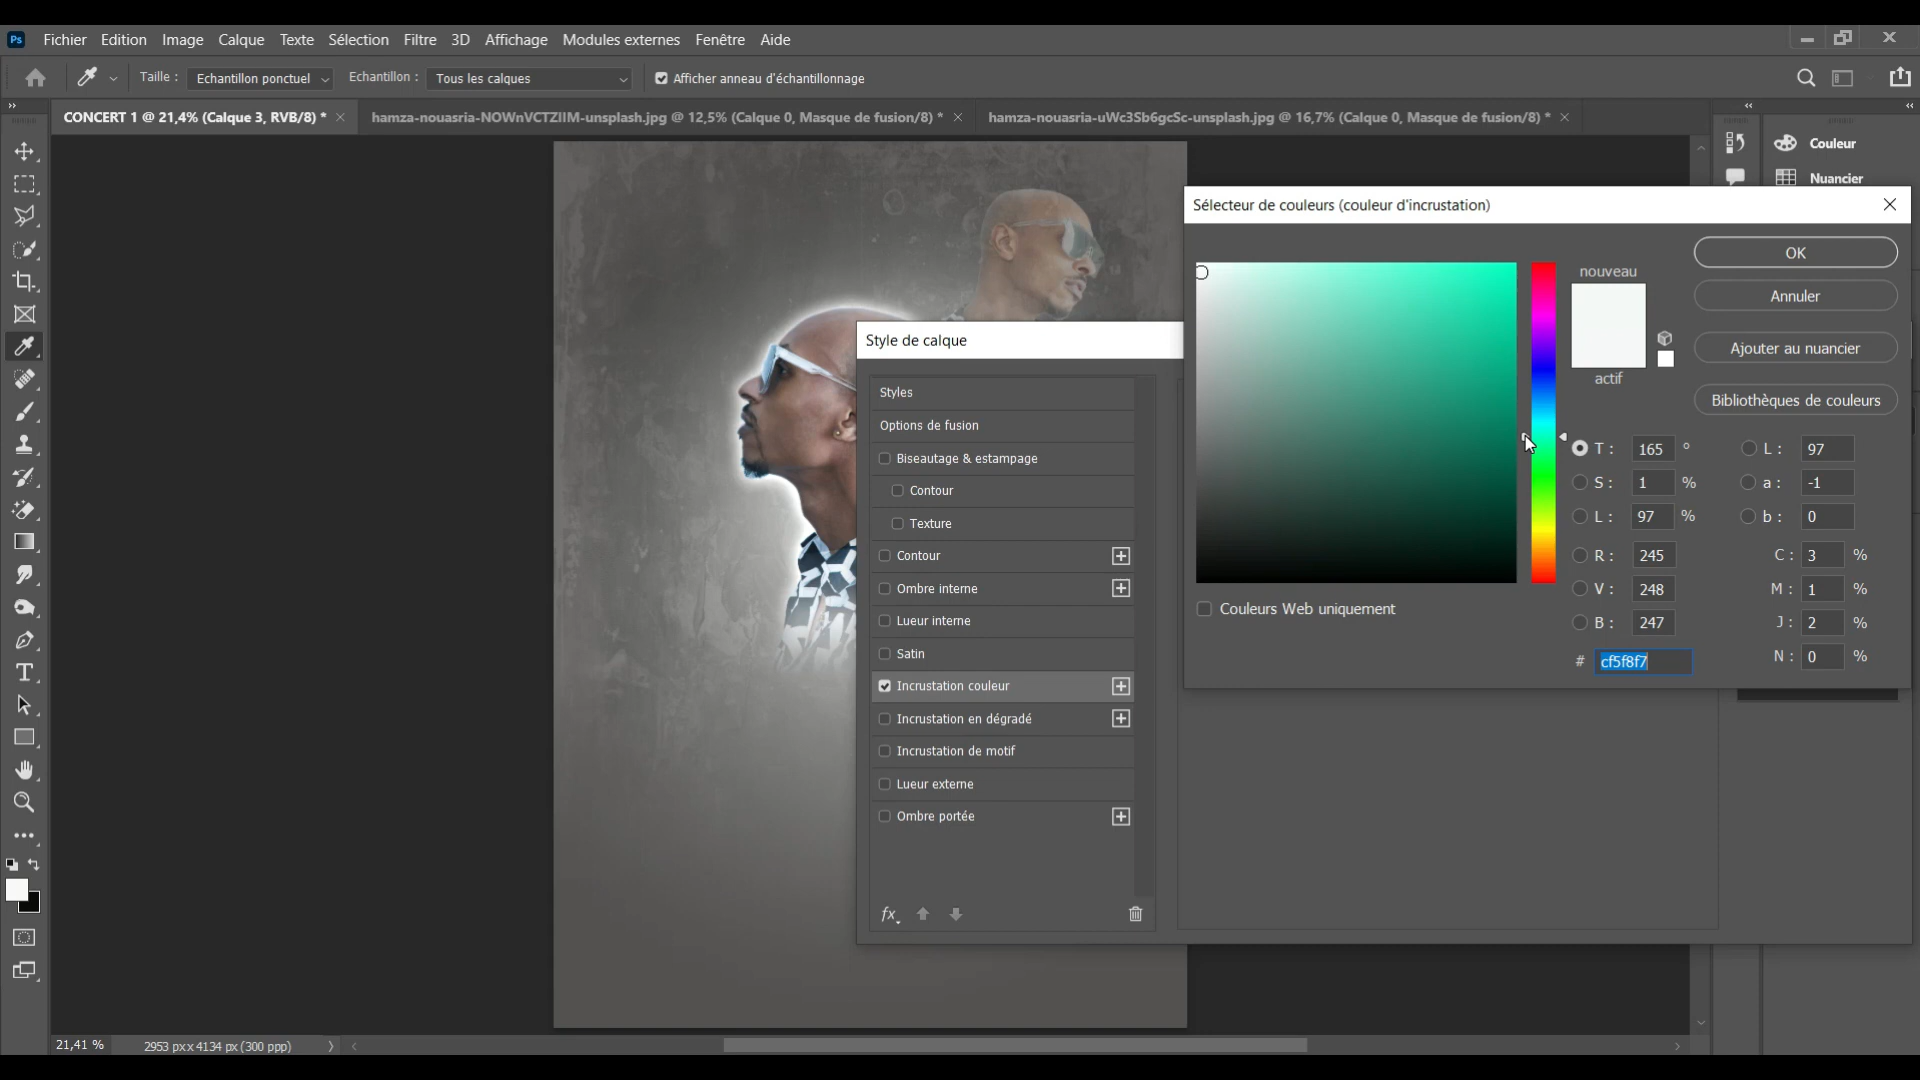 Ps Fichier Edition Image Calque Texte Sélection Filtre 3D Affichage Modules externes Fenêtre Aide
Taille : Echantillon ponctuel Echantillon : Tous les calques Afficher anneau d'échantillonnage
CONCERT 1 @ 21,4% (Calque 3, RVB/8) * hamza-nouasria-NOWnVCTZIIM-unsplash.jpg @ 12,5% (Calque 0, Masque de fusion/8) * hamza-nouasria-uWc3Sb6gcSc-unsplash.jpg @ 16,7% (Calque 0, Masque de fusion/8) *
Couleur
Nuancier
Sélecteur de couleurs (couleur d'incrustation)
OK
nouveau
Annuler
Ajouter au nuancier
actif
Bibliothèques de couleurs
T : 165 ° L : 97
S : 1 % a : -1
L : 97 % b : 0
R : 245 C : 3 %
V : 248 M : 1 %
B : 247 J : 2 %
# cf5f8f7 N : 0 %
Couleurs Web uniquement
Style de calque
Styles
Options de fusion
Biseautage & estampage
Contour
Texture
Contour
Ombre interne
Lueur interne
Satin
Incrustation couleur
Incrustation en dégradé
Incrustation de motif
Lueur externe
Ombre portée
fx
21,41 % 2953 px x 4134 px (300 ppp)